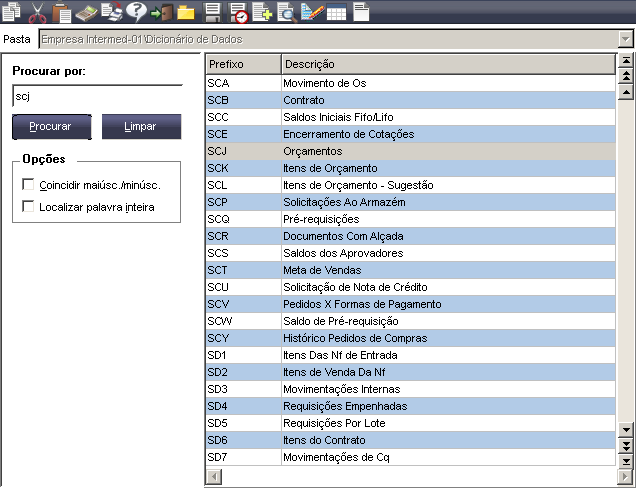 Pasta Empresa Intermed-01\Dicionário de Dados
Procurar por:
scj
Procurar Limpar
Opções
Coincidir maiúsc./minúsc.
Localizar palavra inteira
Prefixo Descrição
SCA Movimento de Os
SCB Contrato
SCC Saldos Iniciais Fifo/Lifo
SCE Encerramento de Cotações
SCJ Orçamentos
SCK Itens de Orçamento
SCL Itens de Orçamento - Sugestão
SCP Solicitações Ao Armazém
SCQ Pré-requisições
SCR Documentos Com Alçada
SCS Saldos dos Aprovadores
SCT Meta de Vendas
SCU Solicitação de Nota de Crédito
SCV Pedidos X Formas de Pagamento
SCW Saldo de Pré-requisição
SCY Histórico Pedidos de Compras
SD1 Itens Das Nf de Entrada
SD2 Itens de Venda Da Nf
SD3 Movimentações Internas
SD4 Requisições Empenhadas
SD5 Requisições Por Lote
SD6 Itens do Contrato
SD7 Movimentações de Cq